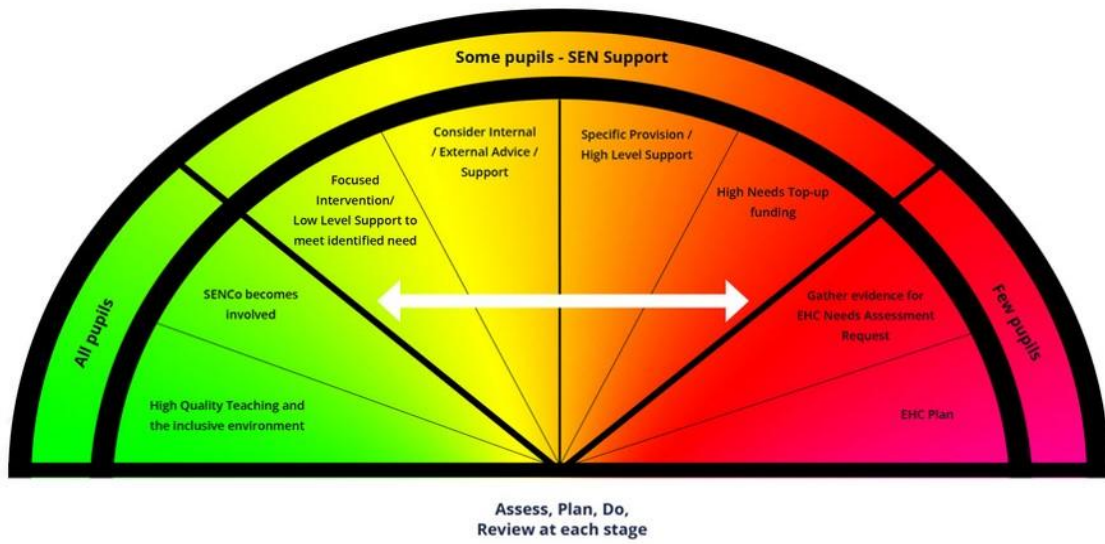 Some pupils - SEN Support
All pupils
Few pupils
High Quality Teaching and
the inclusive environment
SENCo becomes
involved
Focused
Intervention/
Low Level Support to
meet identified need
Consider Internal
/ External Advice /
Support
Specific Provision /
High Level Support
High Needs Top-up
funding
Gather evidence for
EHC Needs Assessment
Request
EHC Plan
Assess, Plan, Do,
Review at each stage